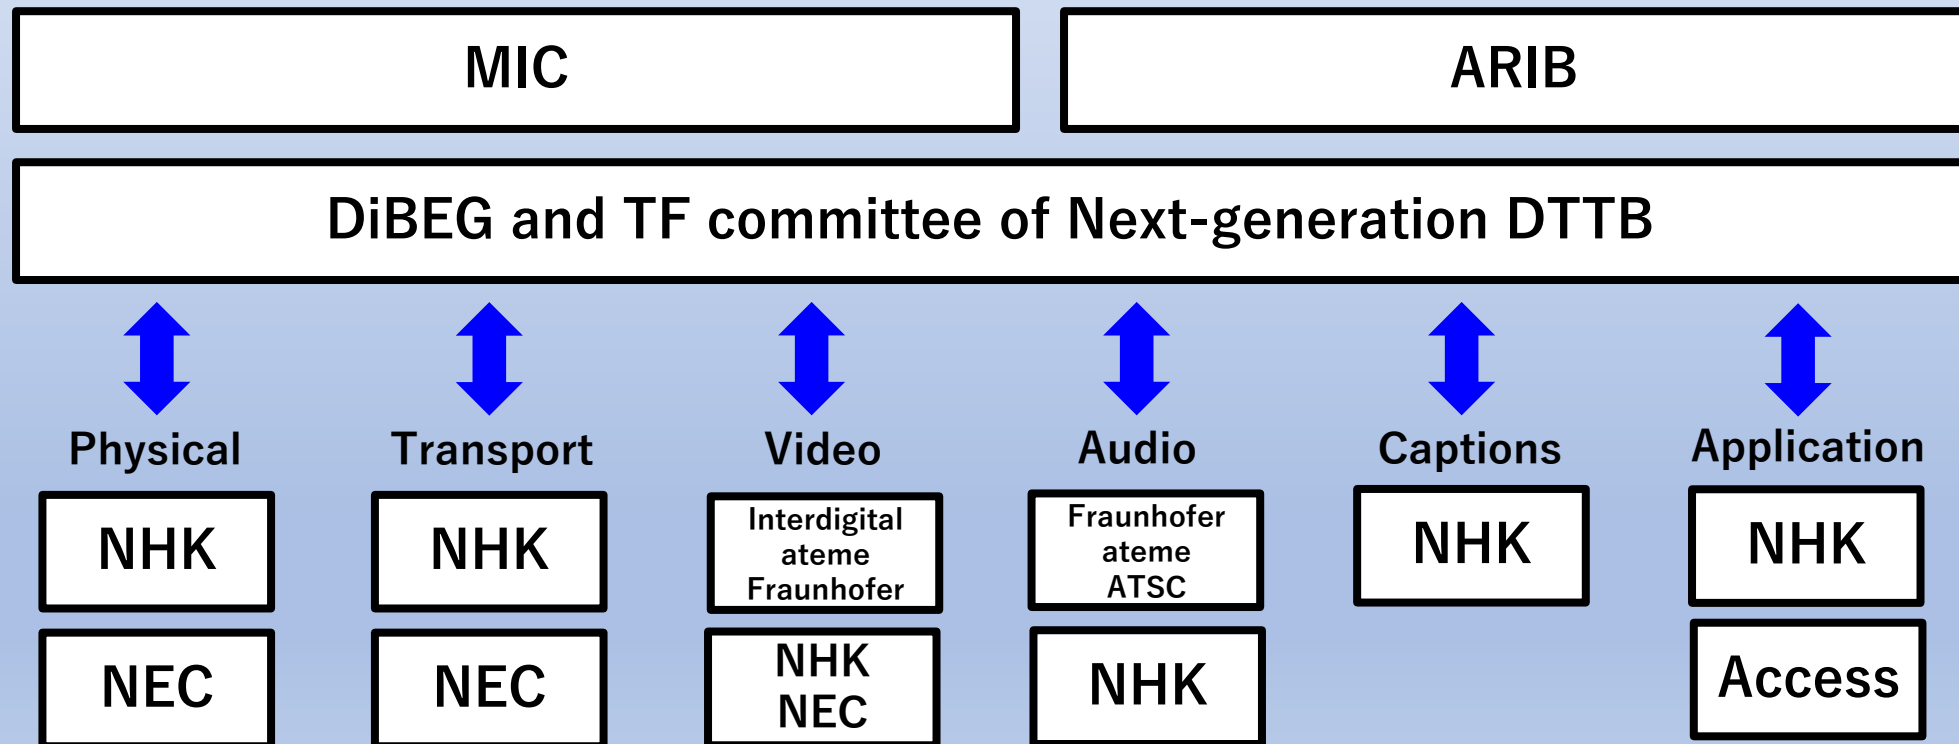 MIC
ARIB
DiBEG and TF committee of Next-generation DTTB
Physical
Transport
Video
Audio
Captions
Application
NHK
NHK
Interdigital
ateme
Fraunhofer
Fraunhofer
ateme
ATSC
NHK
NHK
NEC
NEC
NHK
NEC
NHK
Access